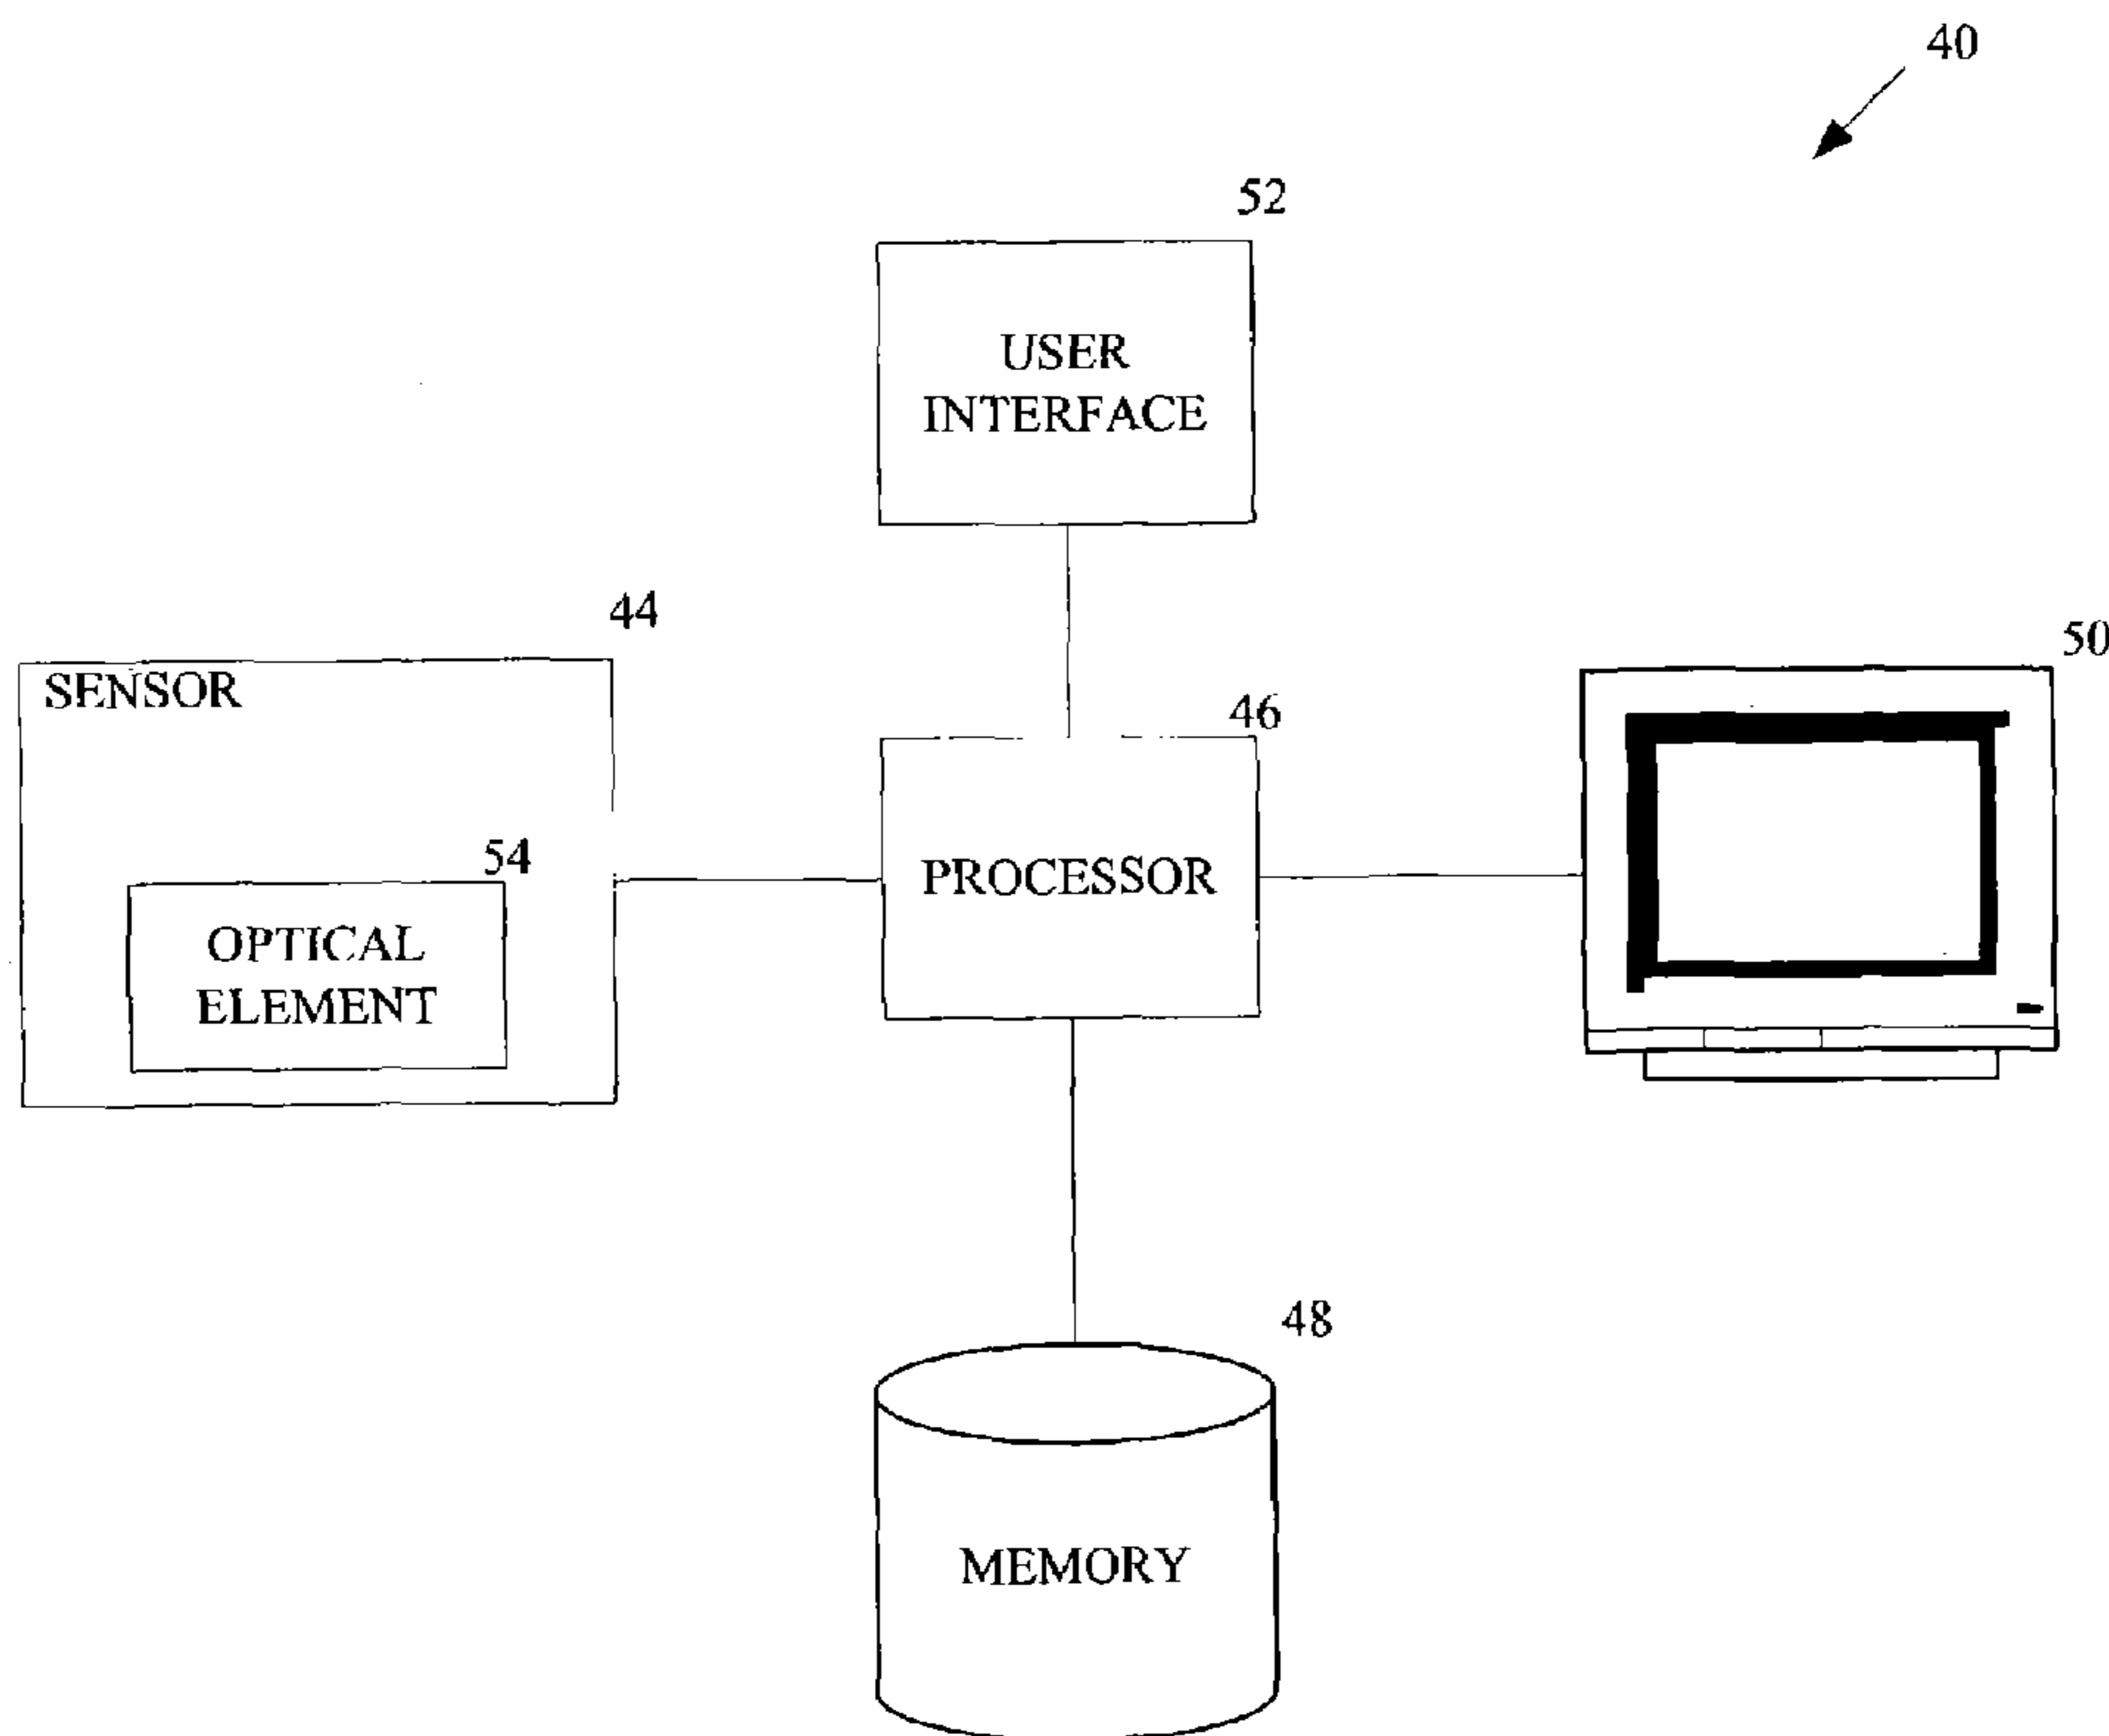 40
52
USER
INTERFACE
44
SENSOR
50
46
PROCESSOR
54
OPTICAL
ELEMENT
48
MEMORY